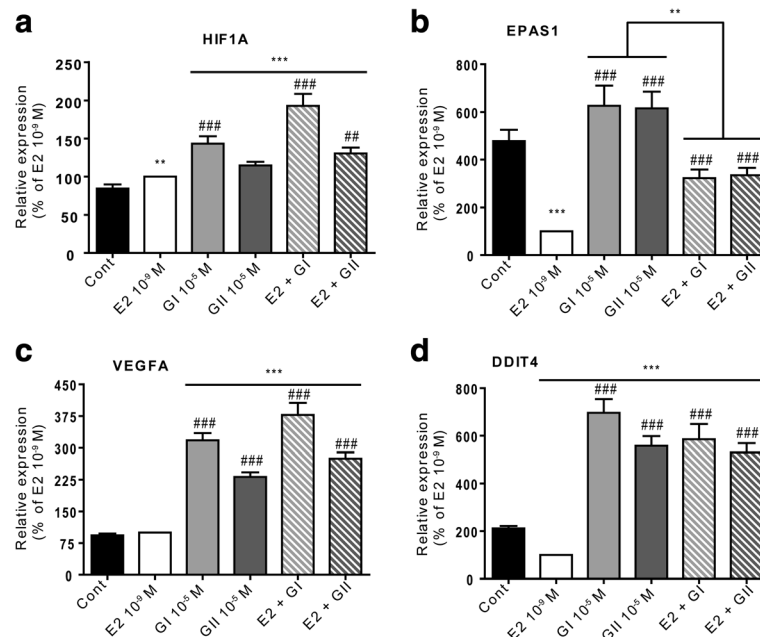 a
HIF1A
Relative expression
(% of E2 10⁻⁹ M)
250
200
150
100
50
0
***
**
###
###
##
Cont
E2 10⁻⁹ M
GI 10⁻⁵ M
GII 10⁻⁵ M
E2 + GI
E2 + GII
b
EPAS1
Relative expression
(% of E2 10⁻⁹ M)
800
600
400
200
0
**
***
###
###
###
###
Cont
E2 10⁻⁹ M
GI 10⁻⁵ M
GII 10⁻⁵ M
E2 + GI
E2 + GII
c
VEGFA
Relative expression
(% of E2 10⁻⁹ M)
450
375
300
225
150
75
0
***
###
###
###
###
Cont
E2 10⁻⁹ M
GI 10⁻⁵ M
GII 10⁻⁵ M
E2 + GI
E2 + GII
d
DDIT4
Relative expression
(% of E2 10⁻⁹ M)
800
600
400
200
0
***
###
###
###
###
Cont
E2 10⁻⁹ M
GI 10⁻⁵ M
GII 10⁻⁵ M
E2 + GI
E2 + GII